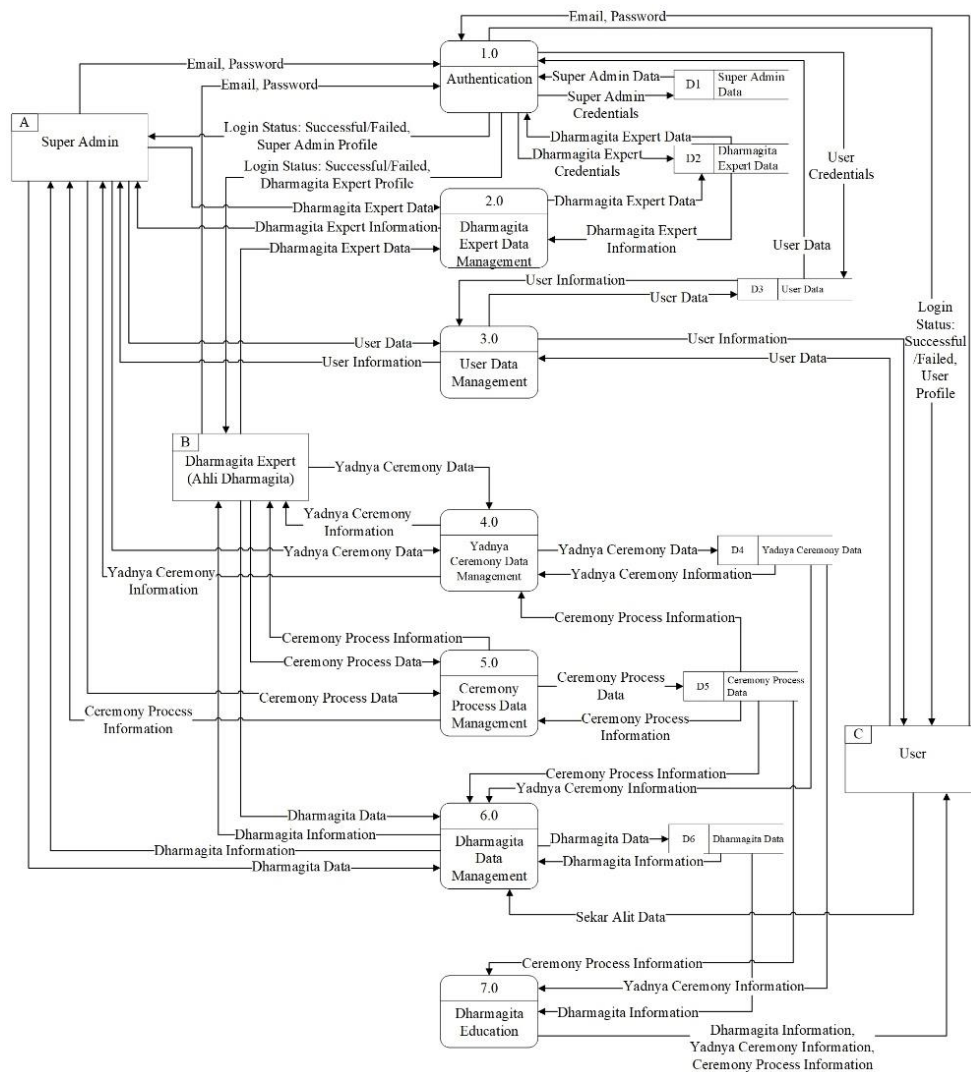 Email, Password
1.0
Authentication
Email, Password
Email, Password
Super Admin Data
D1
Super Admin
Data
Super Admin
Credentials
A
Super Admin
Login Status: Successful/Failed,
Super Admin Profile
Dharmagita Expert Data
Dharmagita Expert
Credentials
D2
Dharmagita
Expert Data
User
Credentials
Login Status: Successful/Failed,
Dharmagita Expert Profile
2.0
Dharmagita
Expert Data
Management
Dharmagita Expert Data
Dharmagita Expert Data
Dharmagita Expert Information
Dharmagita Expert
Information
Dharmagita Expert Data
User Data
User Information
User Data
D3
User Data
Login
Status:
Successful
/Failed,
User
Profile
3.0
User Data
Management
User Data
User Information
User Information
User Data
B
Dharmagita Expert
(Ahli Dharmagita)
Yadnya Ceremony Data
Yadnya Ceremony
Information
4.0
Yadnya
Ceremony Data
Management
Yadnya Ceremony Data
Yadnya Ceremony
Information
Yadnya Ceremony Data
D4
Yadnya Ceremony Data
Yadnya Ceremony Information
Ceremony Process Information
Ceremony Process Information
Ceremony Process Data
5.0
Ceremony
Process Data
Management
Ceremony Process
Data
D5
Ceremony Process
Data
Ceremony Process Data
Ceremony Process
Information
Ceremony Process
Information
C
User
Ceremony Process Information
Yadnya Ceremony Information
6.0
Dharmagita
Data
Management
Dharmagita Data
Dharmagita Information
Dharmagita Information
Dharmagita Data
Dharmagita Data
D6
Dharmagita Data
Dharmagita Information
Sekar Alit Data
Ceremony Process Information
7.0
Dharmagita
Education
Yadnya Ceremony Information
Dharmagita Information
Dharmagita Information,
Yadnya Ceremony Information,
Ceremony Process Information